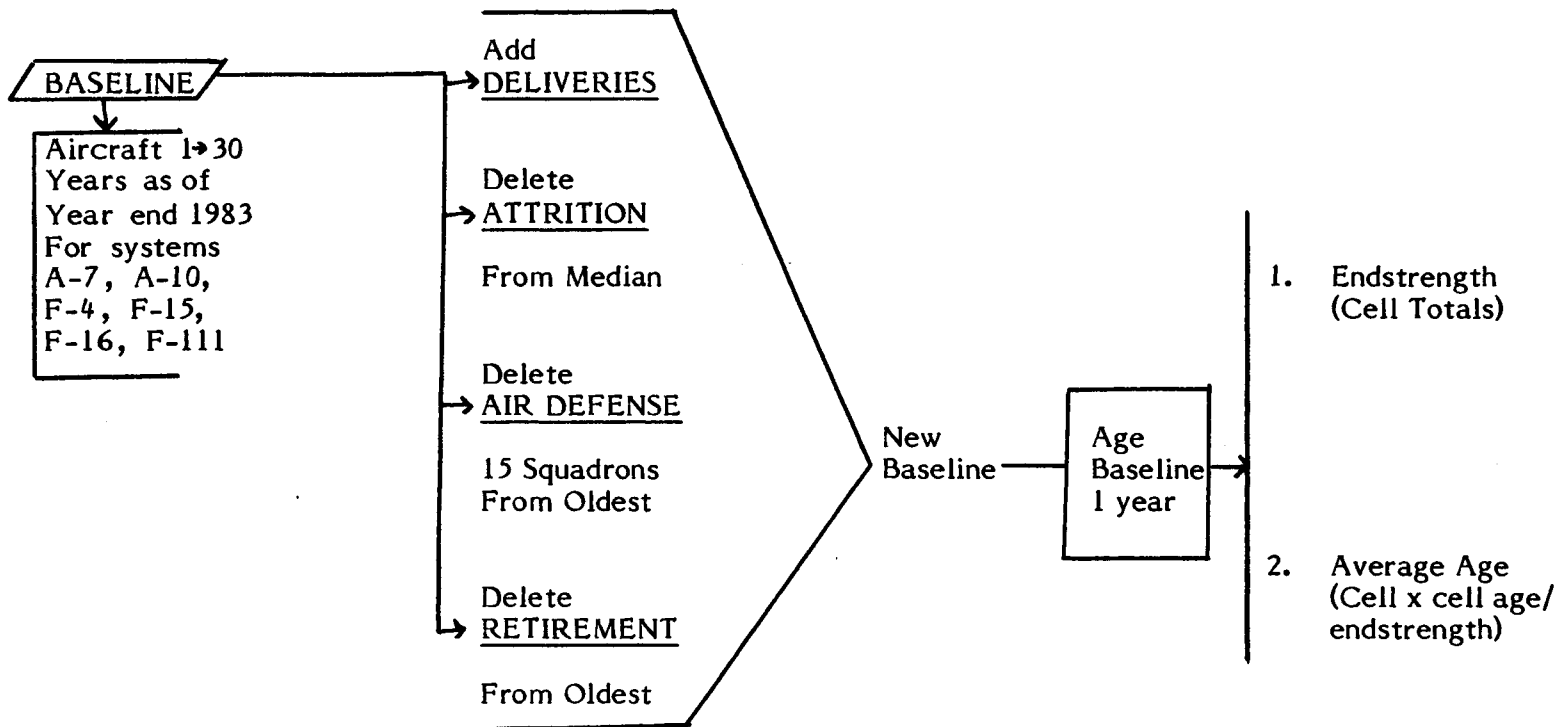 BASELINE
Aircraft 1→30
Years as of
Year end 1983
For systems
A-7, A-10,
F-4, F-15,
F-16, F-111
Add
DELIVERIES
Delete
ATTRITION
From Median
Delete
AIR DEFENSE
15 Squadrons
From Oldest
Delete
RETIREMENT
From Oldest
New
Baseline
Age
Baseline
1 year
1. Endstrength
(Cell Totals)
2. Average Age
(Cell x cell age/
endstrength)